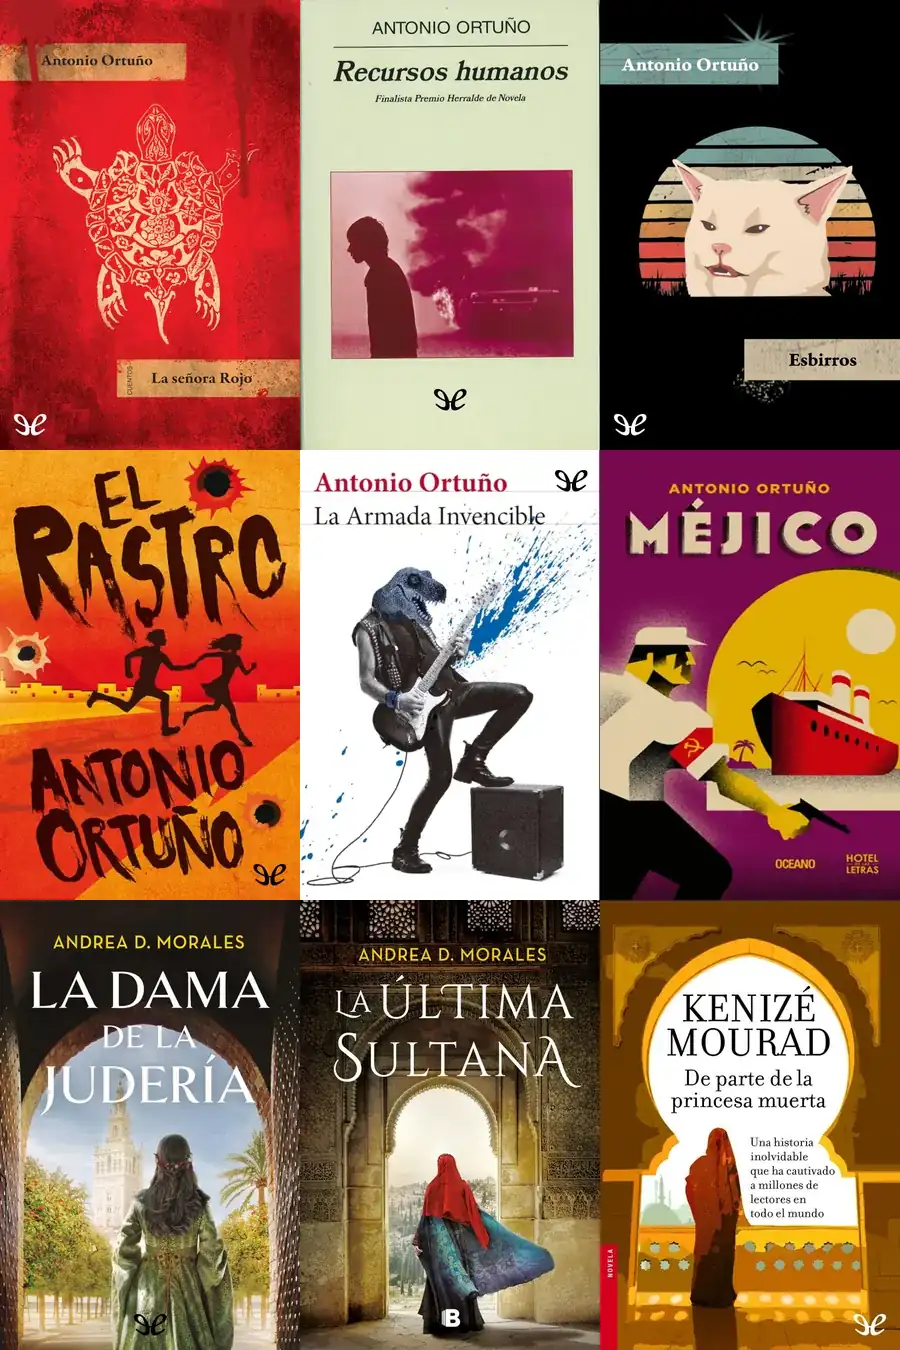 Antonio Ortuño
CUENTOS
La señora Rojo
ANTONIO ORTUÑO
Recursos humanos
Finalista Premio Herralde de Novela
Antonio Ortuño
Esbirros
EL
RASTRO
ANTONIO
ORTUÑO
Antonio Ortuño
La Armada Invencible
ANTONIO ORTUÑO
MÉJICO
OCEANO
HOTEL
DE LAS
LETRAS
ANDREA D. MORALES
LA DAMA
DE LA
JUDERÍA
ANDREA D. MORALES
LA ÚLTIMA
SULTANA
B
KENIZÉ
MOURAD
De parte de la
princesa muerta
Una historia
inolvidable
que ha cautivado
a millones de
lectores en
todo el mundo
NOVELA